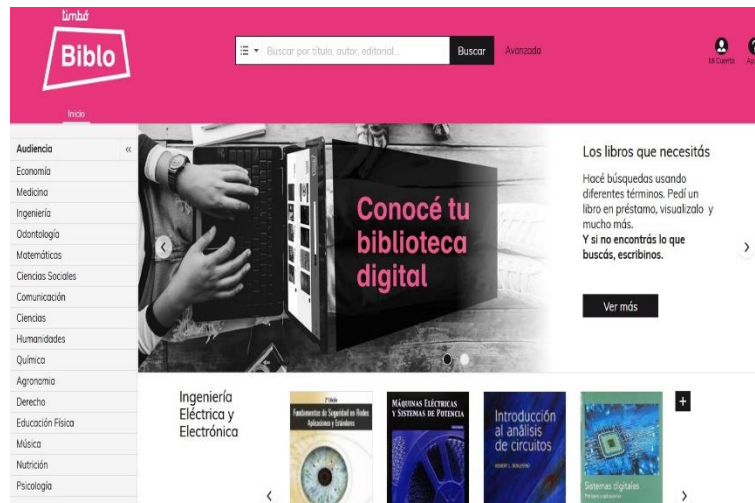 timbó
Biblo
Buscar por título, autor, editorial...
Buscar
Avanzada
Mi Cuenta
Inicio
Audiencia
Economía
Medicina
Ingeniería
Odontología
Matemáticas
Ciencias Sociales
Comunicación
Ciencias
Humanidades
Química
Agronomía
Derecho
Educación Física
Música
Nutrición
Psicología
Conocé tu
biblioteca
digital
Los libros que necesitás
Hacé búsquedas usando
diferentes términos. Pedí un
libro en préstamo, visualizalo y
mucho más.
Y si no encontrás lo que
buscás, escribinos.
Ver más
Ingeniería
Eléctrica y
Electrónica
Fundamentos de Seguridad en Redes
Aplicaciones y Estándares
MÁQUINAS ELÉCTRICAS
Y SISTEMAS DE POTENCIA
Introducción
al análisis
de circuitos
ROBERT L. BOYLESTAD
Sistemas digitales